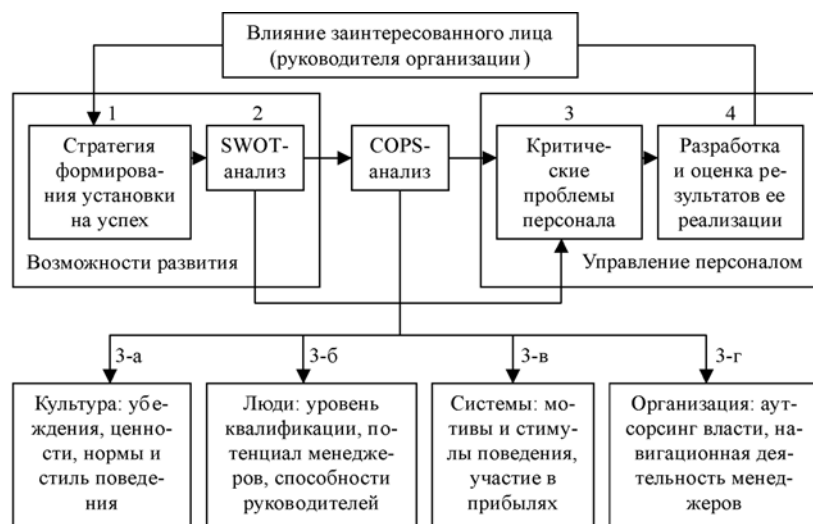 Влияние заинтересованного лица
(руководителя организации)
1
2
3
4
Стратегия
формирова-
ния установки
на успех
SWOT-
анализ
COPS-
анализ
Критиче-
ские
проблемы
персонала
Разработка
и оценка ре-
зультатов ее
реализации
Возможности развития
Управление персоналом
3-а
3-б
3-в
3-г
Культура: убе-
ждения, ценно-
сти, нормы и
стиль поведе-
ния
Люди: уровень
квалификации, по-
тенциал менедже-
ров, способности
руководителей
Системы: мо-
тивы и стиму-
лы поведения,
участие в
прибылях
Организация: аут-
сорсинг власти, на-
вигационная дея-
тельность менед-
жеров